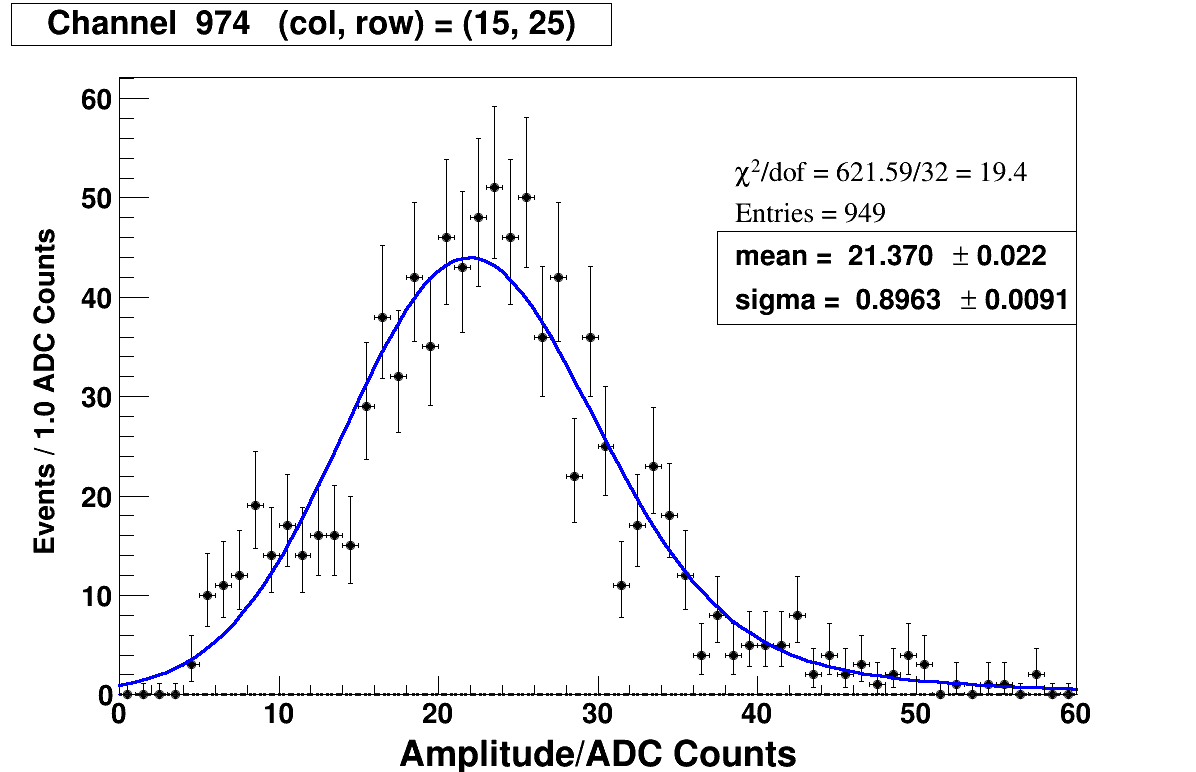 Channel 974 (col, row) = (15, 25)
60
50
40
30
20
10
0
Events / 1.0 ADC Counts
χ²/dof = 621.59/32 = 19.4
Entries = 949
mean = 21.370 ± 0.022
sigma = 0.8963 ± 0.0091
0 10 20 30 40 50 60
Amplitude/ADC Counts